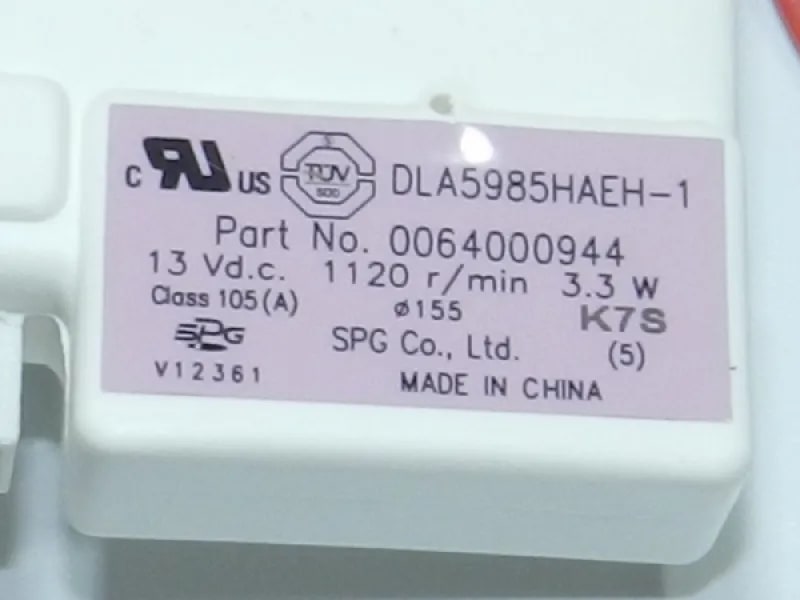 c RU US TÜV DLA5985HAEH-1
Part No. 0064000944
13 Vd.c. 1120 r/min 3.3 W
Class 105(A) ø155 K7S
SPG SPG Co., Ltd. (5)
V12361 MADE IN CHINA